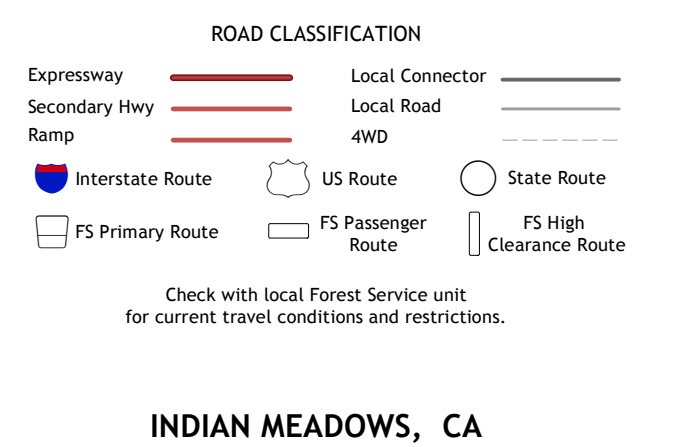 ROAD CLASSIFICATION
Expressway
Local Connector
Secondary Hwy
Local Road
Ramp
4WD
Interstate Route
US Route
State Route
FS Primary Route
FS Passenger
Route
FS High
Clearance Route
Check with local Forest Service unit
for current travel conditions and restrictions.
INDIAN MEADOWS, CA